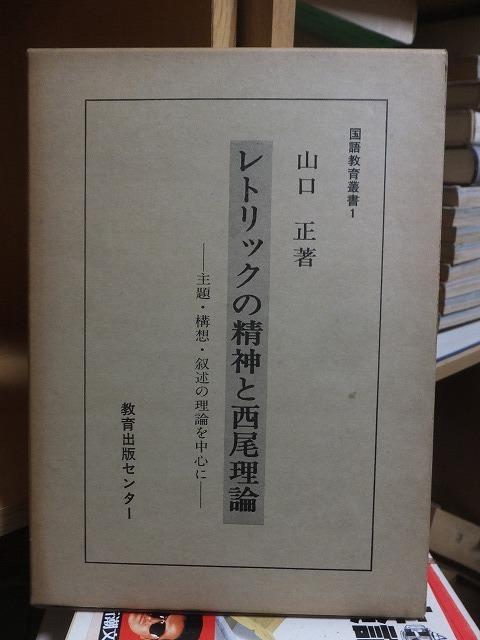 国語教育叢書1
山口 正著
レトリックの精神と西尾理論
――主題・構想・叙述の理論を中心に――
教育出版センター
潮文